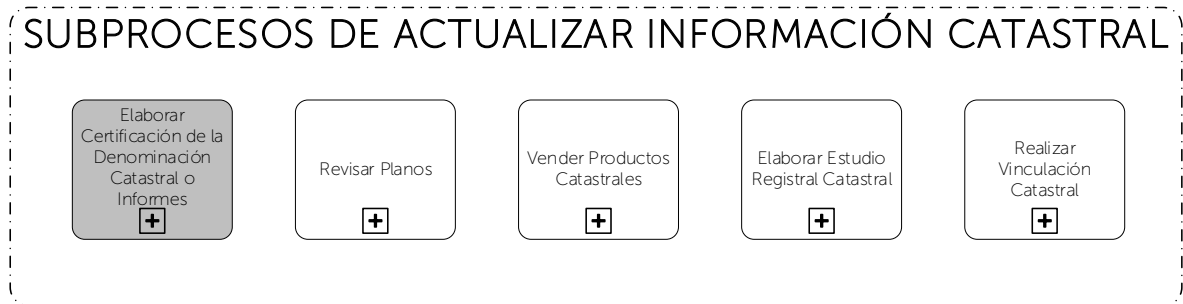 SUBPROCESOS DE ACTUALIZAR INFORMACIÓN CATASTRAL
Elaborar
Certificación de la
Denominación
Catastral o
Informes
Revisar Planos
Vender Productos
Catastrales
Elaborar Estudio
Registral Catastral
Realizar
Vinculación
Catastral